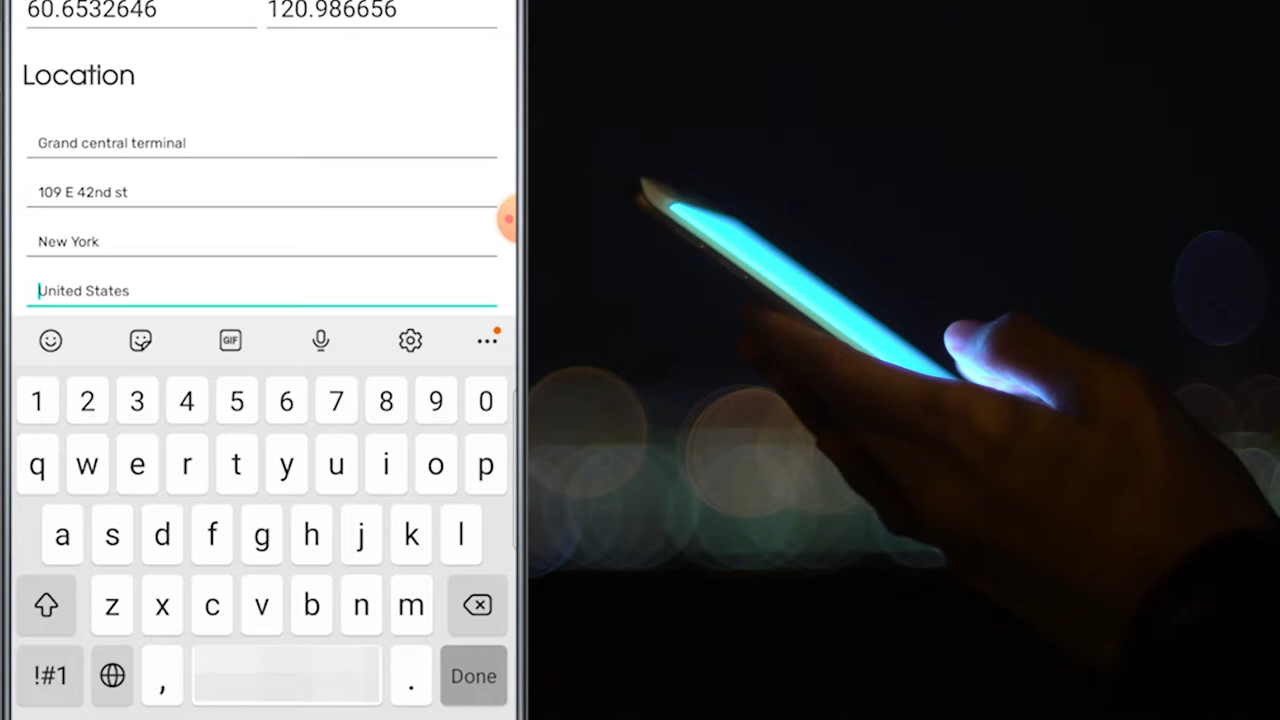 60.6532646 120.986656
Location
Grand central terminal
109 E 42nd st
New York
United States
GIF
1 2 3 4 5 6 7 8 9 0
q w e r t y u i o p
a s d f g h j k l
z x c v b n m
!#1 , . Done